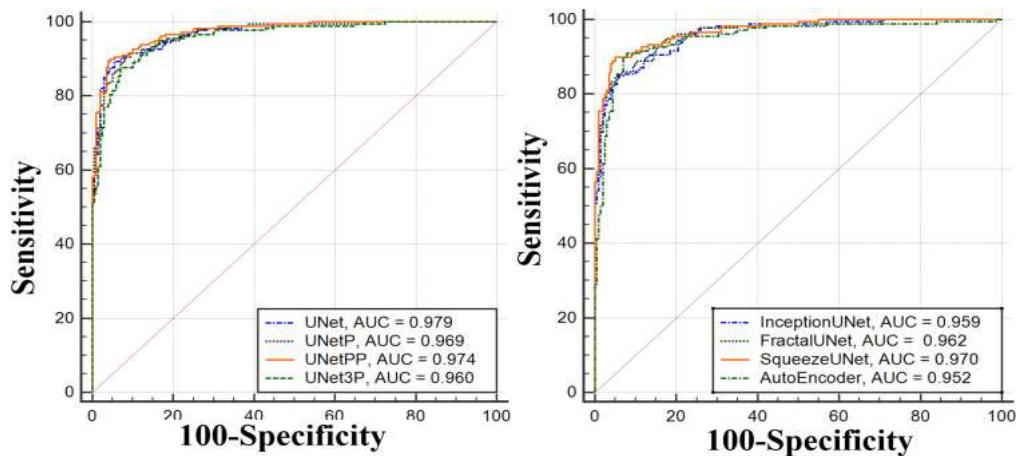 100
80
60
40
20
0
Sensitivity
UNet, AUC = 0.979
UNetP, AUC = 0.969
UNetPP, AUC = 0.974
UNet3P, AUC = 0.960
0 20 40 60 80 100
100-Specificity
100
80
60
40
20
0
Sensitivity
InceptionUNet, AUC = 0.959
FractalUNet, AUC = 0.962
SqueezeUNet, AUC = 0.970
AutoEncoder, AUC = 0.952
0 20 40 60 80 100
100-Specificity